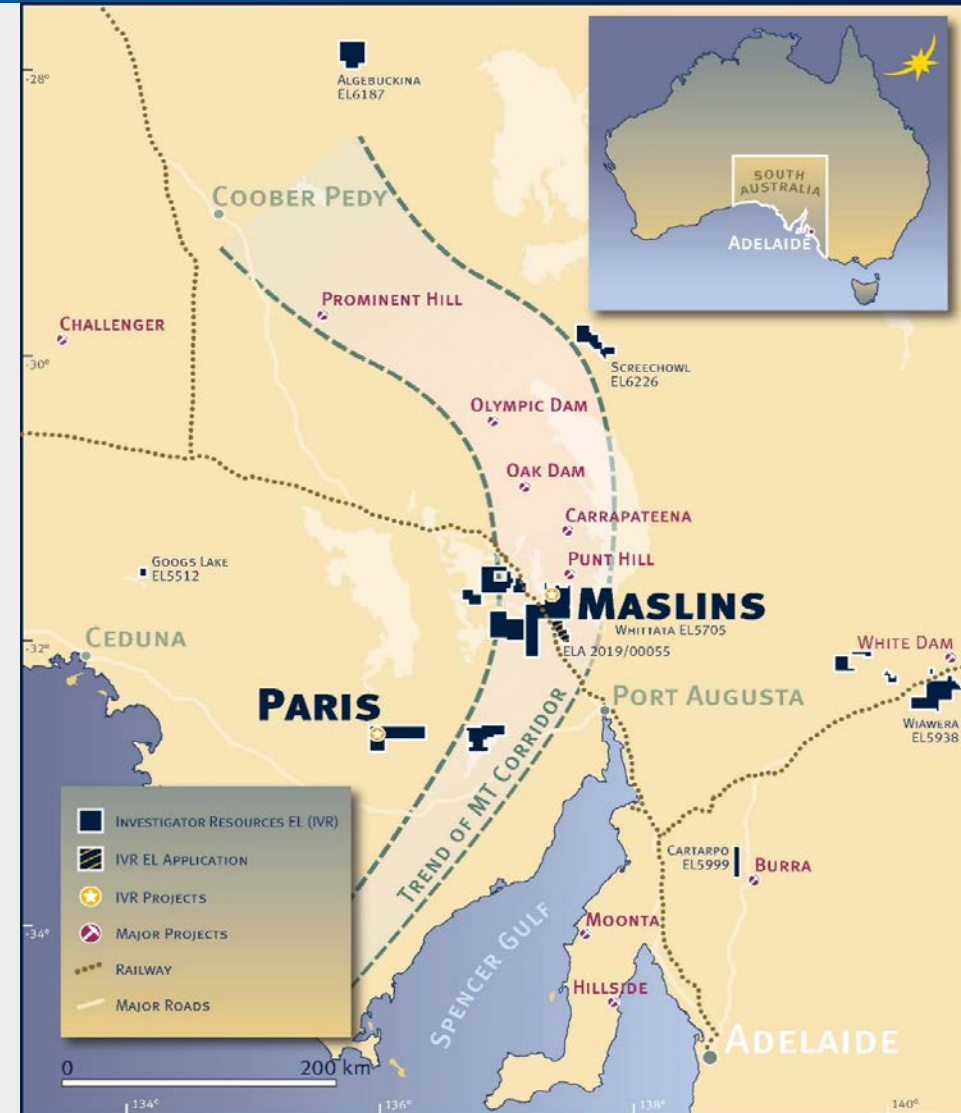 -28°
ALGEBUCKINA
EL6187
SOUTH
AUSTRALIA
ADELAIDE
COOBER PEDY
PROMINENT HILL
CHALLENGER
-30°
SCREECHOWL
EL6226
OLYMPIC DAM
OAK DAM
CARRAPATEENA
PUNT HILL
GOOGS LAKE
EL5512
MASLINS
WHITTATA EL5705
ELA 2019/00055
-32°
CEDUNA
WHITE DAM
PARIS
PORT AUGUSTA
WIAWERA
EL5938
TREND OF MT CORRIDOR
CARTARPO
EL5999
BURRA
MOONTA
-34°
HILLSIDE
SPENCER GULF
ADELAIDE
INVESTIGATOR RESOURCES EL (IVR)
IVR EL APPLICATION
IVR PROJECTS
MAJOR PROJECTS
RAILWAY
MAJOR ROADS
0 200 km
134° 136° 138° 140°